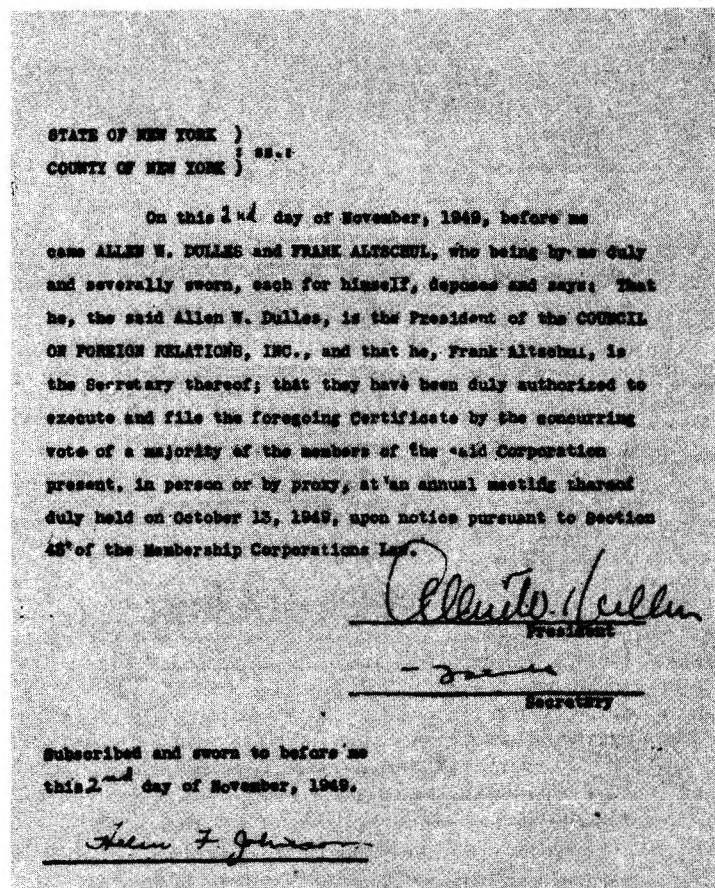 STATE OF NEW YORK )
: ss.:
COUNTY OF NEW YORK )
On this 2nd day of November, 1949, before me
came ALLEN W. DULLES and FRANK ALTSCHUL, who being by me duly
and severally sworn, each for himself, deposes and says: That
he, the said Allen W. Dulles, is the President of the COUNCIL
ON FOREIGN RELATIONS, INC., and that he, Frank Altschul, is
the Secretary thereof; that they have been duly authorized to
execute and file the foregoing Certificate by the concurring
vote of a majority of the members of the said Corporation
present, in person or by proxy, at an annual meeting thereof
duly held on October 13, 1949, upon notice pursuant to Section
of the Membership Corporations Law.
Allen W. Dulles
President
Secretary
Subscribed and sworn to before me
this 2nd day of November, 1949.
Helen F Johnson